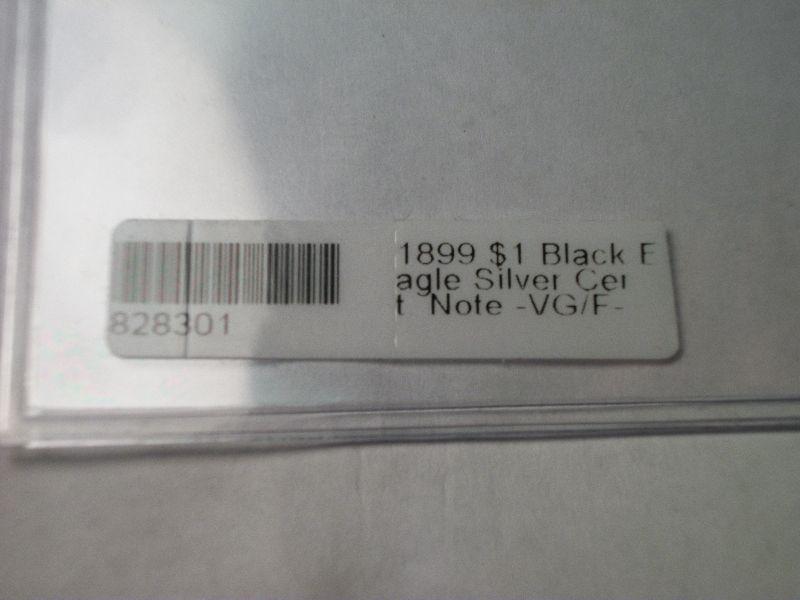 1899 $1 Black E
agle Silver Cer
t Note -VG/F-
828301